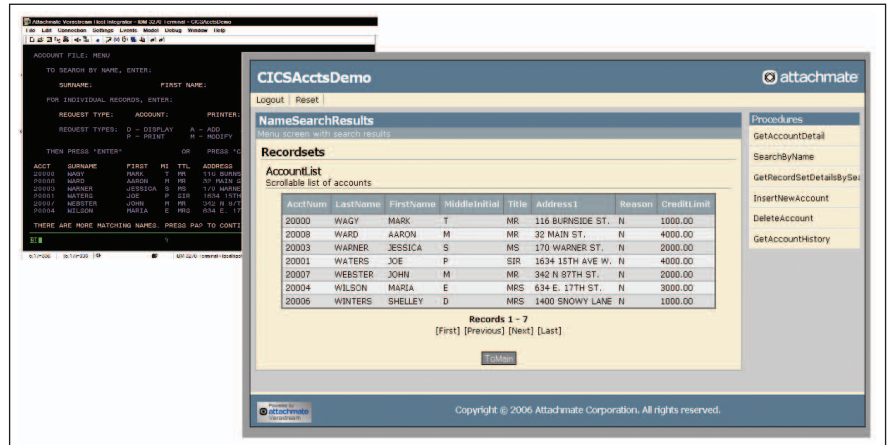 Attachmate Verastream Host Integrator - IBM 3270 Terminal - CICSAcctsDemo
File Edit Connection Settings Events Model Debug Window Help
ACCOUNT FILE: MENU
TO SEARCH BY NAME, ENTER:
SURNAME: FIRST NAME:
FOR INDIVIDUAL RECORDS, ENTER:
REQUEST TYPE: ACCOUNT: PRINTER:
REQUEST TYPES: D - DISPLAY A - ADD
P - PRINT M - MODIFY
THEN PRESS "ENTER" OR PRESS "C
ACCT SURNAME FIRST MI TTL ADDRESS
20000 WAGY MARK T MR 116 BURNS
20008 WARD AARON M MR 32 MAIN S
20003 WARNER JESSICA S MS 170 WARNE
20001 WATERS JOE P SIR 1634 15TH
20007 WEBSTER JOHN M MR 342 N 87T
20004 WILSON MARIA E MRS 634 E. 17
THERE ARE MORE MATCHING NAMES. PRESS PA2 TO CONTI
CICSAcctsDemo
attachmate
Logout Reset
NameSearchResults
Menu screen with search results
Recordsets
AccountList
Scrollable list of accounts
AcctNum LastName FirstName MiddleInitial Title Address1 Reason CreditLimit
20000 WAGY MARK T MR 116 BURNSIDE ST. N 1000.00
20008 WARD AARON M MR 32 MAIN ST. N 4000.00
20003 WARNER JESSICA S MS 170 WARNER ST. N 2000.00
20001 WATERS JOE P SIR 1634 15TH AVE W. N 4000.00
20007 WEBSTER JOHN M MR 342 N 87TH ST. N 2000.00
20004 WILSON MARIA E MRS 634 E. 17TH ST. N 3000.00
20006 WINTERS SHELLEY D MRS 1400 SNOWY LANE N 1000.00
Records 1 - 7
[First] [Previous] [Next] [Last]
ToMain
Procedures
GetAccountDetail
SearchByName
GetRecordSetDetailsBySea
InsertNewAccount
DeleteAccount
GetAccountHistory
Powered by
attachmate
Verastream
Copyright © 2006 Attachmate Corporation. All rights reserved.